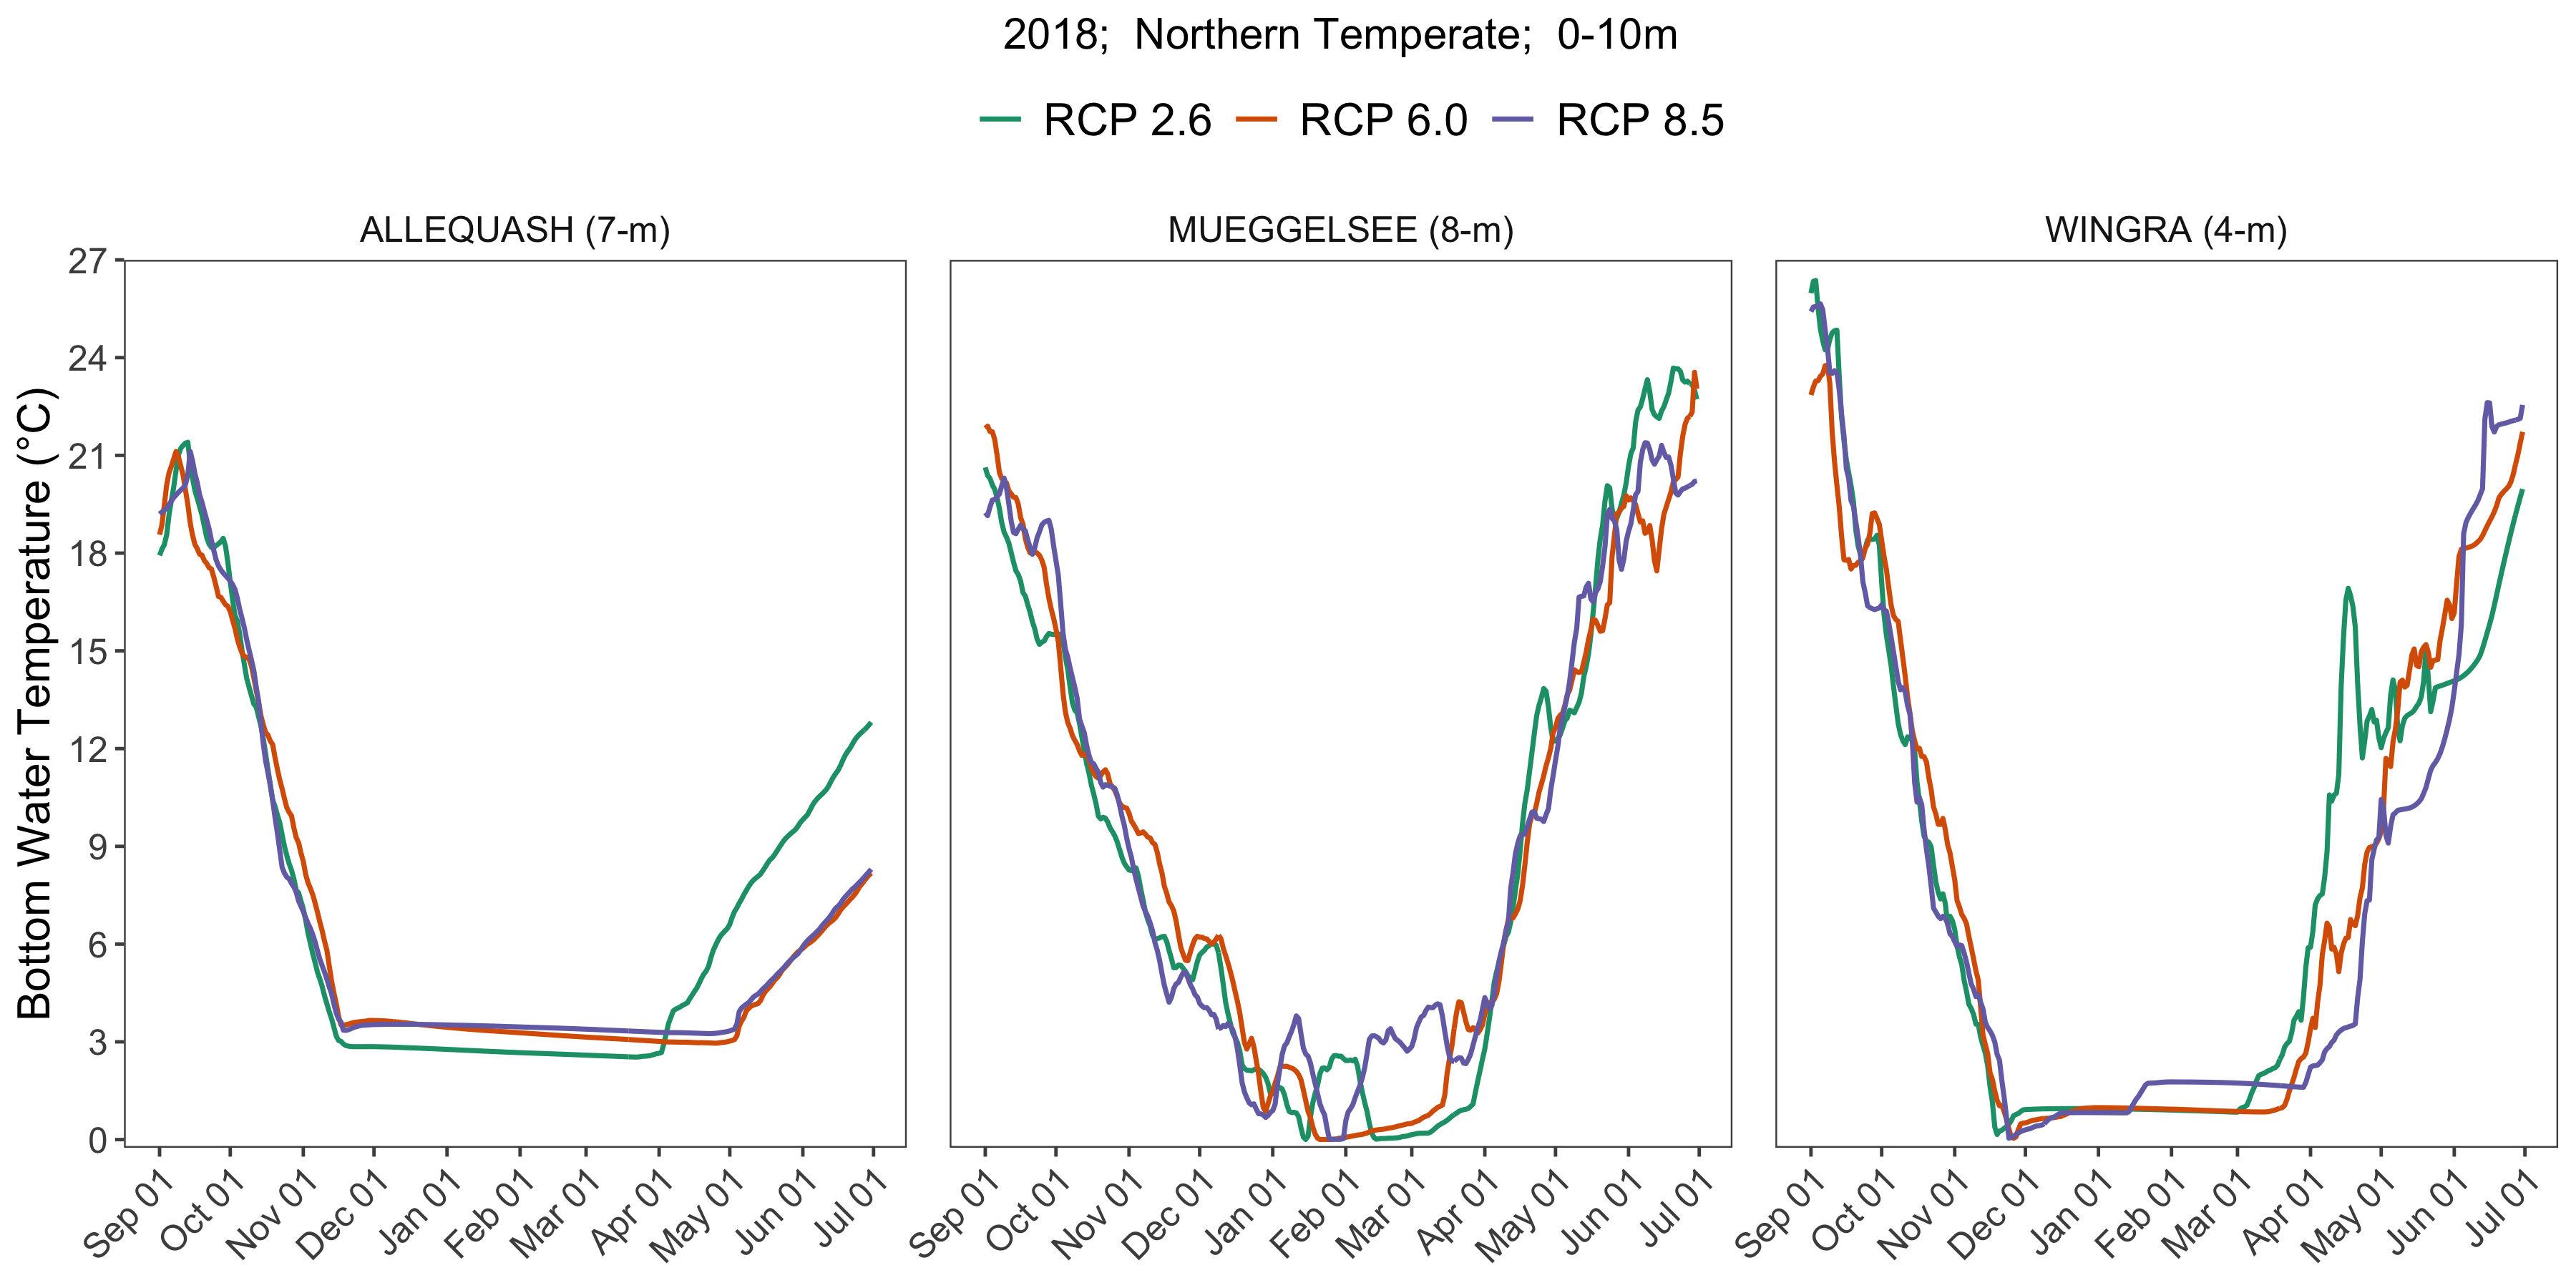 2018;  Northern Temperate;  0-10m
RCP 2.6 RCP 6.0 RCP 8.5
ALLEQUASH (7-m) MUEGGELSEE (8-m) WINGRA (4-m)
Bottom Water Temperature (°C)
27
24
21
18
15
12
9
6
3
0
Sep 01 Oct 01 Nov 01 Dec 01 Jan 01 Feb 01 Mar 01 Apr 01 May 01 Jun 01 Jul 01
Sep 01 Oct 01 Nov 01 Dec 01 Jan 01 Feb 01 Mar 01 Apr 01 May 01 Jun 01 Jul 01
Sep 01 Oct 01 Nov 01 Dec 01 Jan 01 Feb 01 Mar 01 Apr 01 May 01 Jun 01 Jul 01